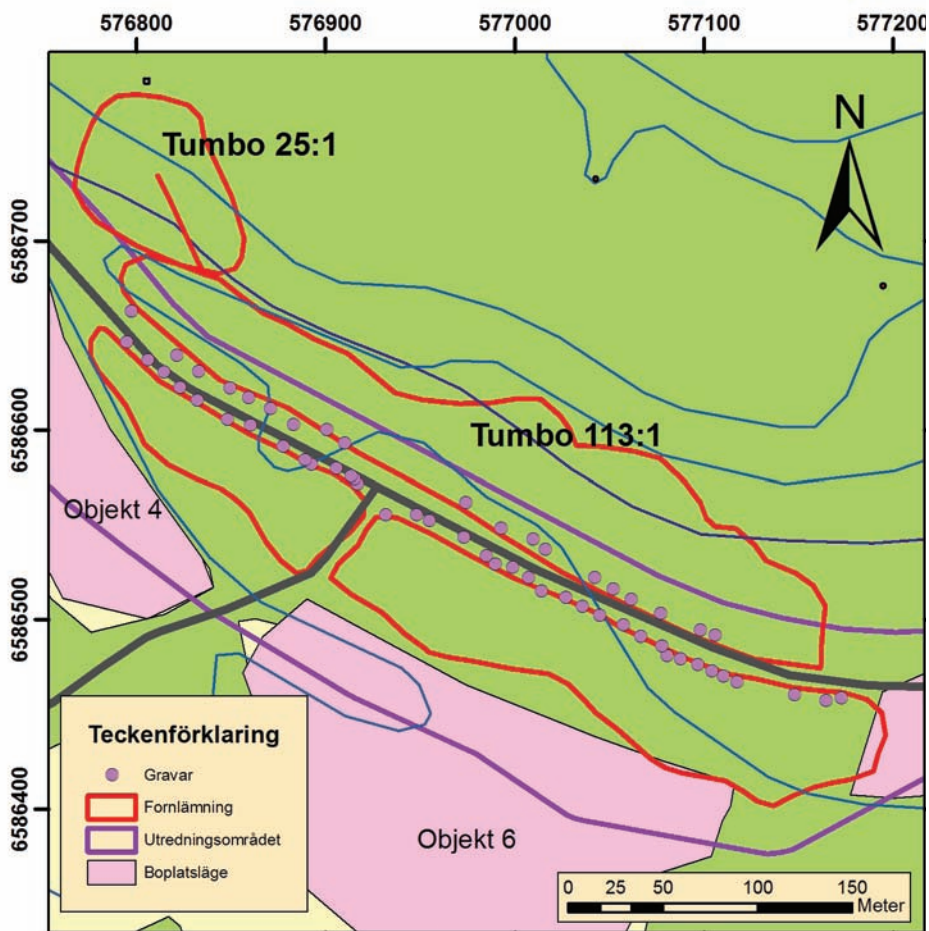 576800 576900 577000 577100 577200
N
Tumbo 25:1
6586700
6586600
Tumbo 113:1
Objekt 4
6586500
Teckenförklaring
Gravar
Fornlämning
Utredningsområdet
Boplatsläge
6586400
Objekt 6
0 25 50 100 150
Meter